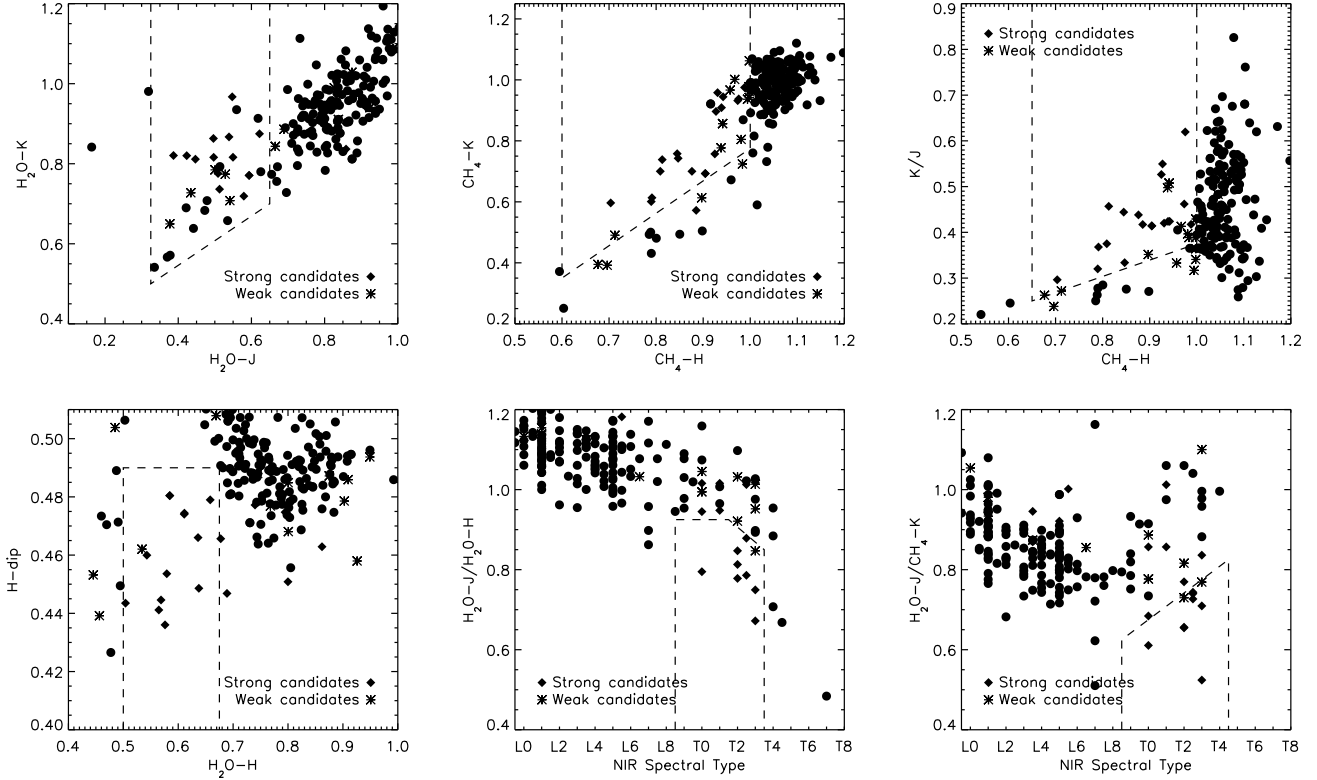 1.2
1.0
0.8
0.6
0.4
H₂O–K
0.2 0.4 0.6 0.8 1.0
H₂O–J
Strong candidates
Weak candidates
1.2
1.0
0.8
0.6
0.4
0.2
CH₄–K
0.5 0.6 0.7 0.8 0.9 1.0 1.1 1.2
CH₄–H
Strong candidates
Weak candidates
0.9
0.8
0.7
0.6
0.5
0.4
0.3
0.2
K/J
0.5 0.6 0.7 0.8 0.9 1.0 1.1 1.2
CH₄–H
Strong candidates
Weak candidates
0.50
0.48
0.46
0.44
0.42
0.40
H–dip
0.4 0.5 0.6 0.7 0.8 0.9 1.0
H₂O–H
Strong candidates
Weak candidates
1.2
1.0
0.8
0.6
0.4
H₂O–J/H₂O–H
L0 L2 L4 L6 L8 T0 T2 T4 T6 T8
NIR Spectral Type
Strong candidates
Weak candidates
1.2
1.0
0.8
0.6
0.4
H₂O–J/CH₄–K
L0 L2 L4 L6 L8 T0 T2 T4 T6 T8
NIR Spectral Type
Strong candidates
Weak candidates